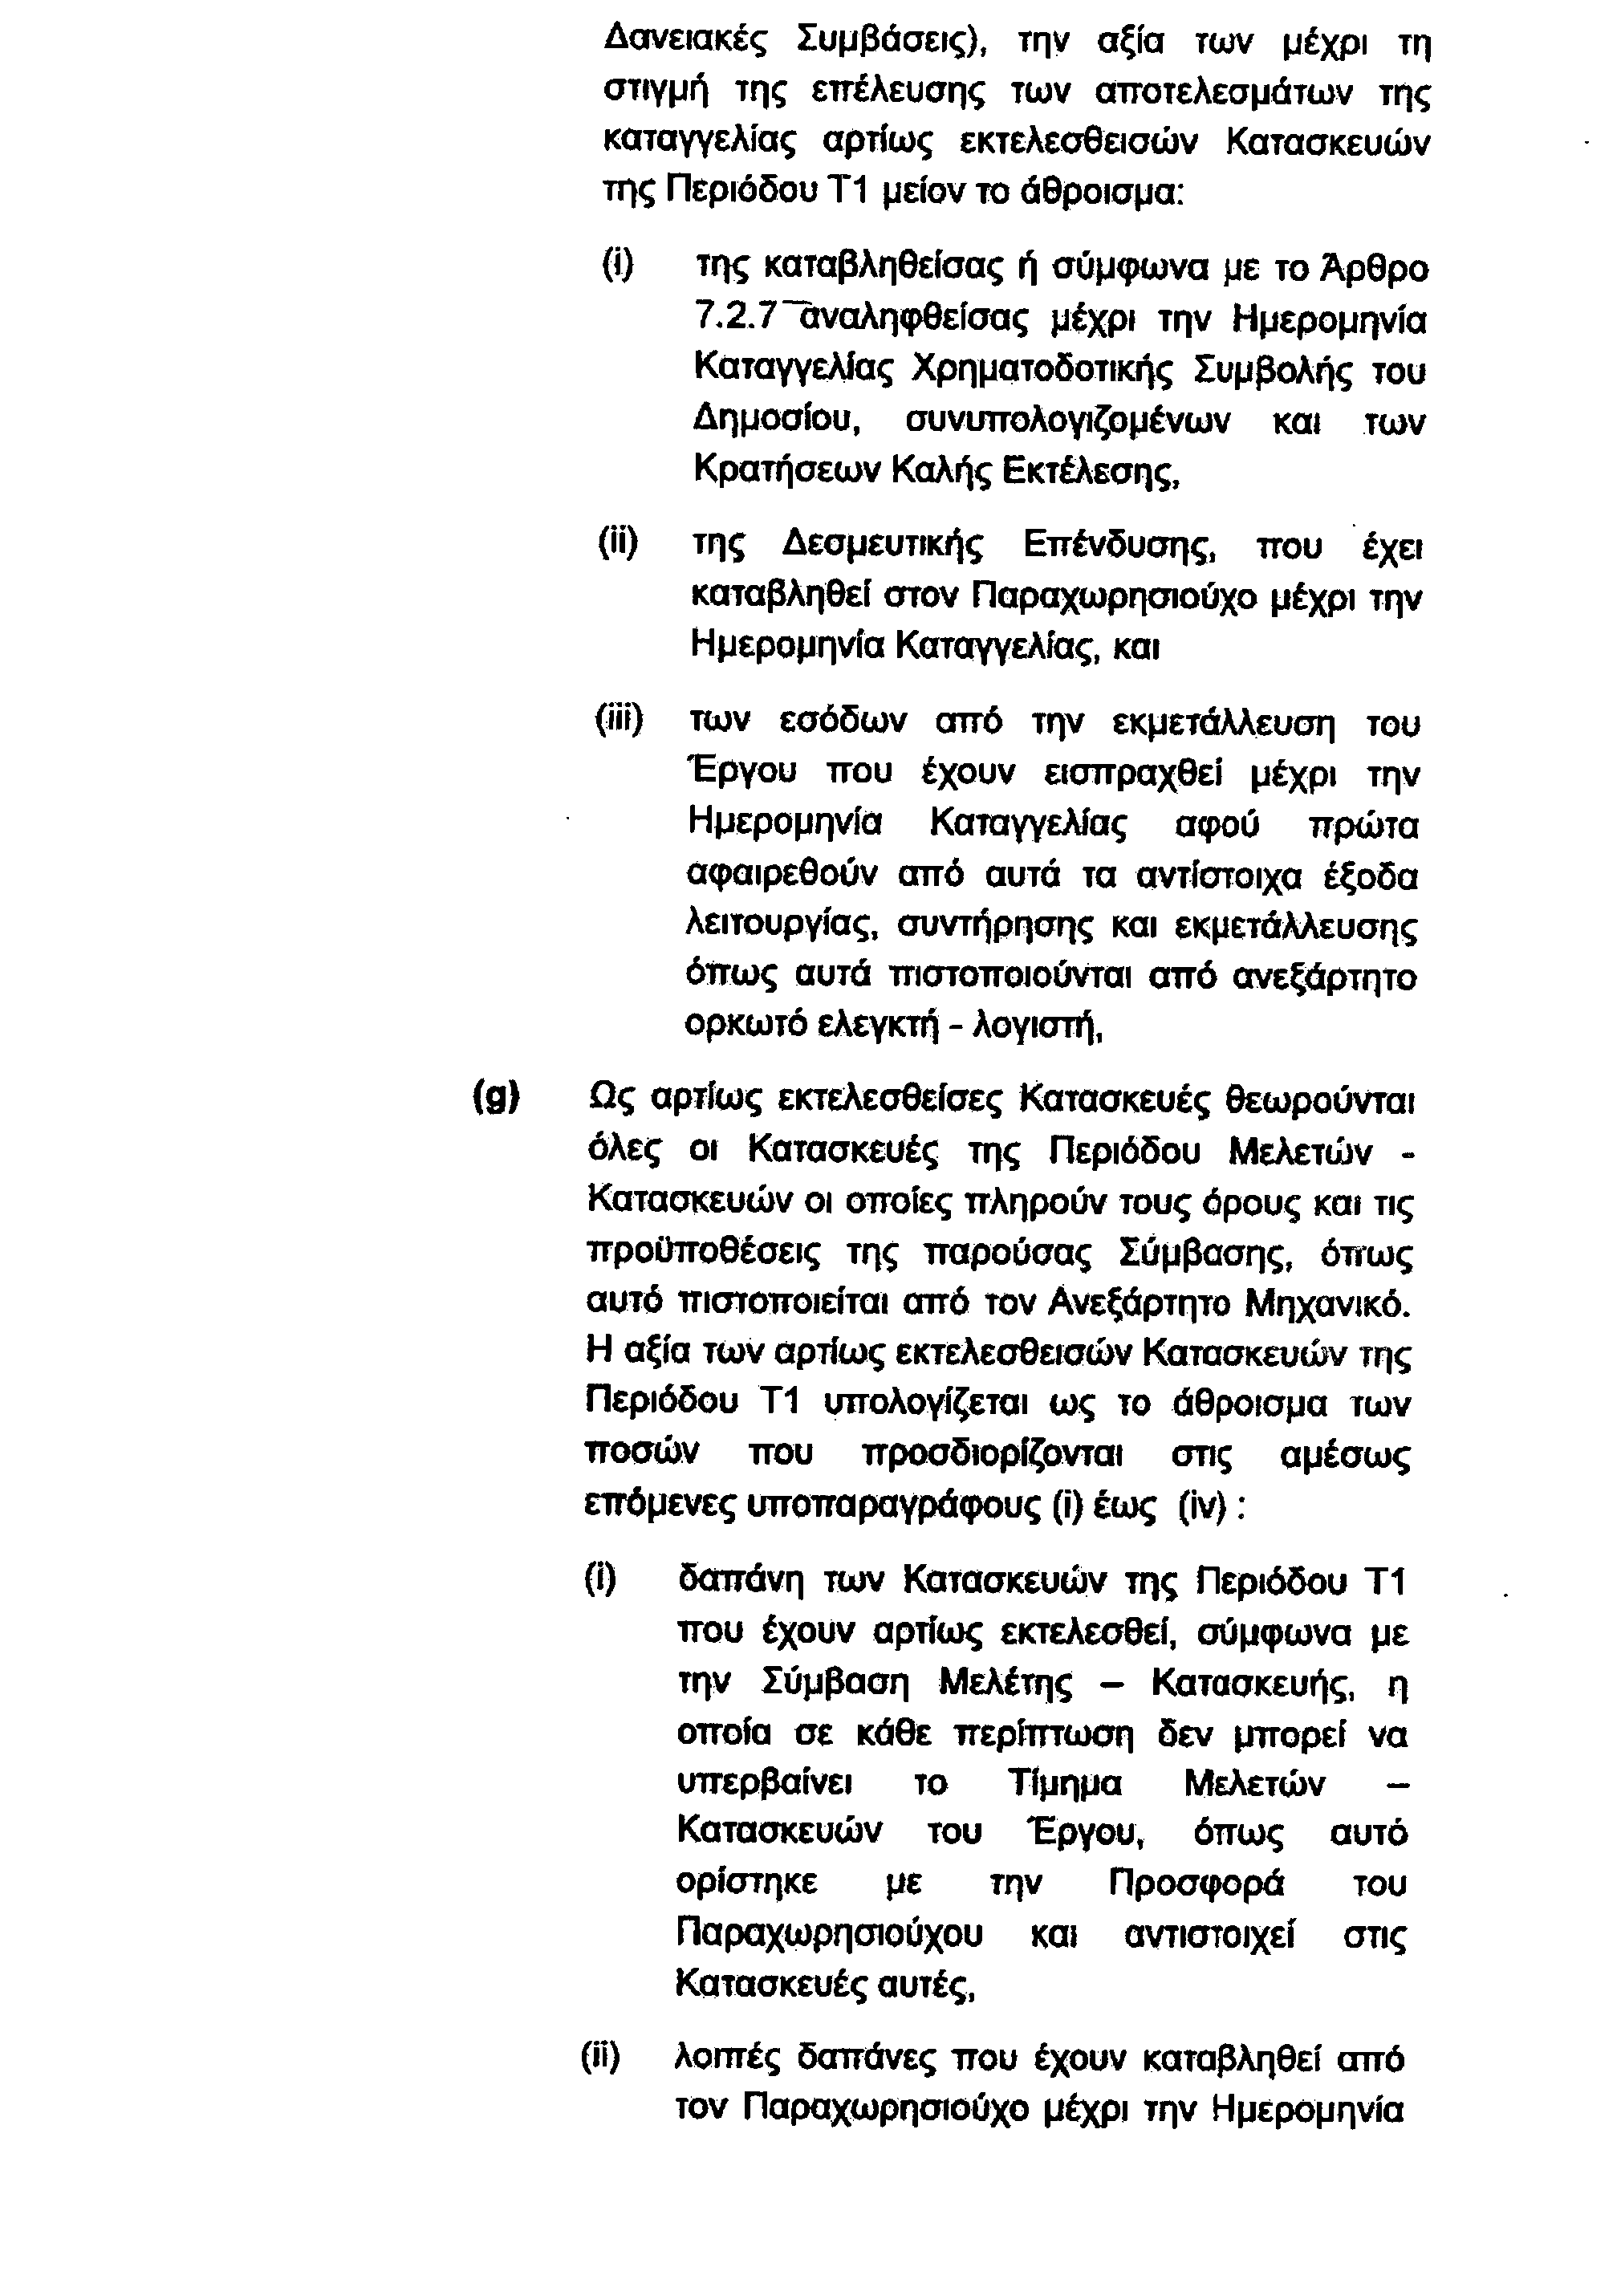 Δανειακές Συμβάσεις), την αξία των μέχρι τη
στιγμή της επέλευσης των αποτελεσμάτων της
καταγγελίας αρτίως εκτελεσθεισών Κατασκευών
της Περιόδου Τ1 μείον το άθροισμα:
(i) της καταβληθείσας ή σύμφωνα με το Άρθρο
7.2.7 αναληφθείσας μέχρι την Ημερομηνία
Καταγγελίας Χρηματοδοτικής Συμβολής του
Δημοσίου, συνυπολογιζομένων και των
Κρατήσεων Καλής Εκτέλεσης,
(ii) της Δεσμευτικής Επένδυσης, που έχει
καταβληθεί στον Παραχωρησιούχο μέχρι την
Ημερομηνία Καταγγελίας, και
(iii) των εσόδων από την εκμετάλλευση του
Έργου που έχουν εισπραχθεί μέχρι την
Ημερομηνία Καταγγελίας αφού πρώτα
αφαιρεθούν από αυτά τα αντίστοιχα έξοδα
λειτουργίας, συντήρησης και εκμετάλλευσης
όπως αυτά πιστοποιούνται από ανεξάρτητο
ορκωτό ελεγκτή - λογιστή,
(g) Ως αρτίως εκτελεσθείσες Κατασκευές θεωρούνται
όλες οι Κατασκευές της Περιόδου Μελετών -
Κατασκευών οι οποίες πληρούν τους όρους και τις
προϋποθέσεις της παρούσας Σύμβασης, όπως
αυτό πιστοποιείται από τον Ανεξάρτητο Μηχανικό.
Η αξία των αρτίως εκτελεσθεισών Κατασκευών της
Περιόδου Τ1 υπολογίζεται ως το άθροισμα των
ποσών που προσδιορίζονται στις αμέσως
επόμενες υποπαραγράφους (i) έως (iv) :
(i) δαπάνη των Κατασκευών της Περιόδου Τ1
που έχουν αρτίως εκτελεσθεί, σύμφωνα με
την Σύμβαση Μελέτης – Κατασκευής, η
οποία σε κάθε περίπτωση δεν μπορεί να
υπερβαίνει το Τίμημα Μελετών –
Κατασκευών του Έργου, όπως αυτό
ορίστηκε με την Προσφορά του
Παραχωρησιούχου και αντιστοιχεί στις
Κατασκευές αυτές,
(ii) λοιπές δαπάνες που έχουν καταβληθεί από
τον Παραχωρησιούχο μέχρι την Ημερομηνία